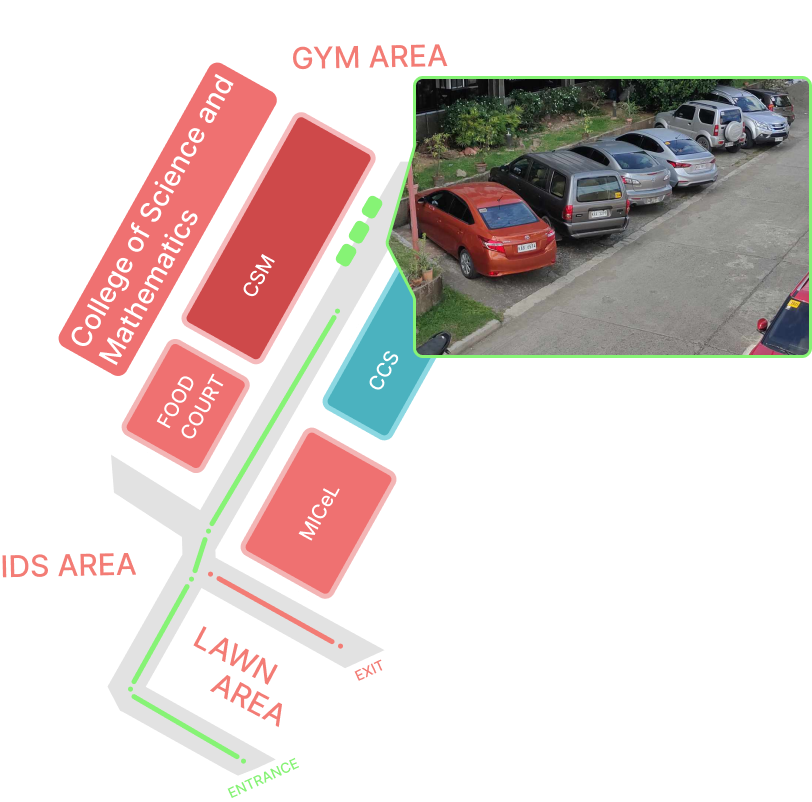 GYM AREA
College of Science and
Mathematics
CSM
CCS
FOOD
COURT
MICeL
IDS AREA
LAWN
AREA
EXIT
ENTRANCE